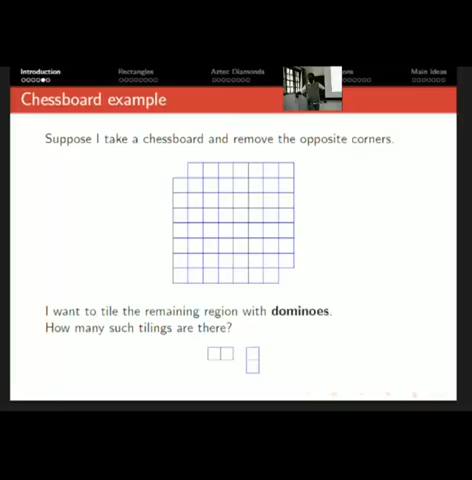 Introduction
Rectangles
Aztec Diamonds
Main Ideas
Chessboard example
Suppose I take a chessboard and remove the opposite corners.
I want to tile the remaining region with dominoes.
How many such tilings are there?